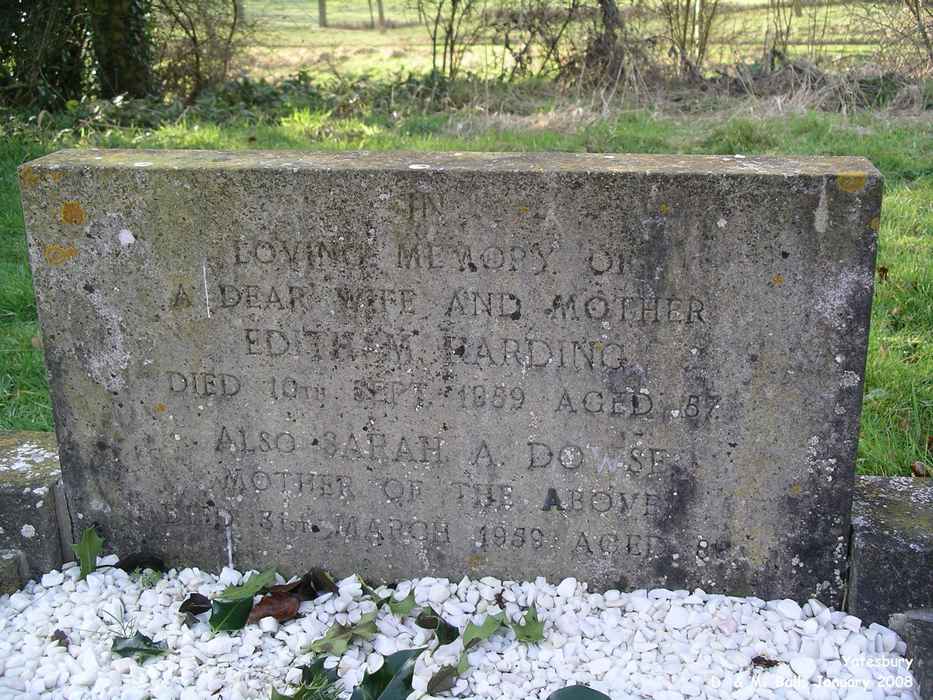 IN
LOVING MEMORY OF
A DEAR WIFE AND MOTHER
EDITH M. HARDING
DIED 10TH SEPT. 1959 AGED 67
ALSO SARAH A. DOWSE
MOTHER OF THE ABOVE
DIED 31ST MARCH 1959 AGED
Yatesbury
D. & M. Ball, January 2008